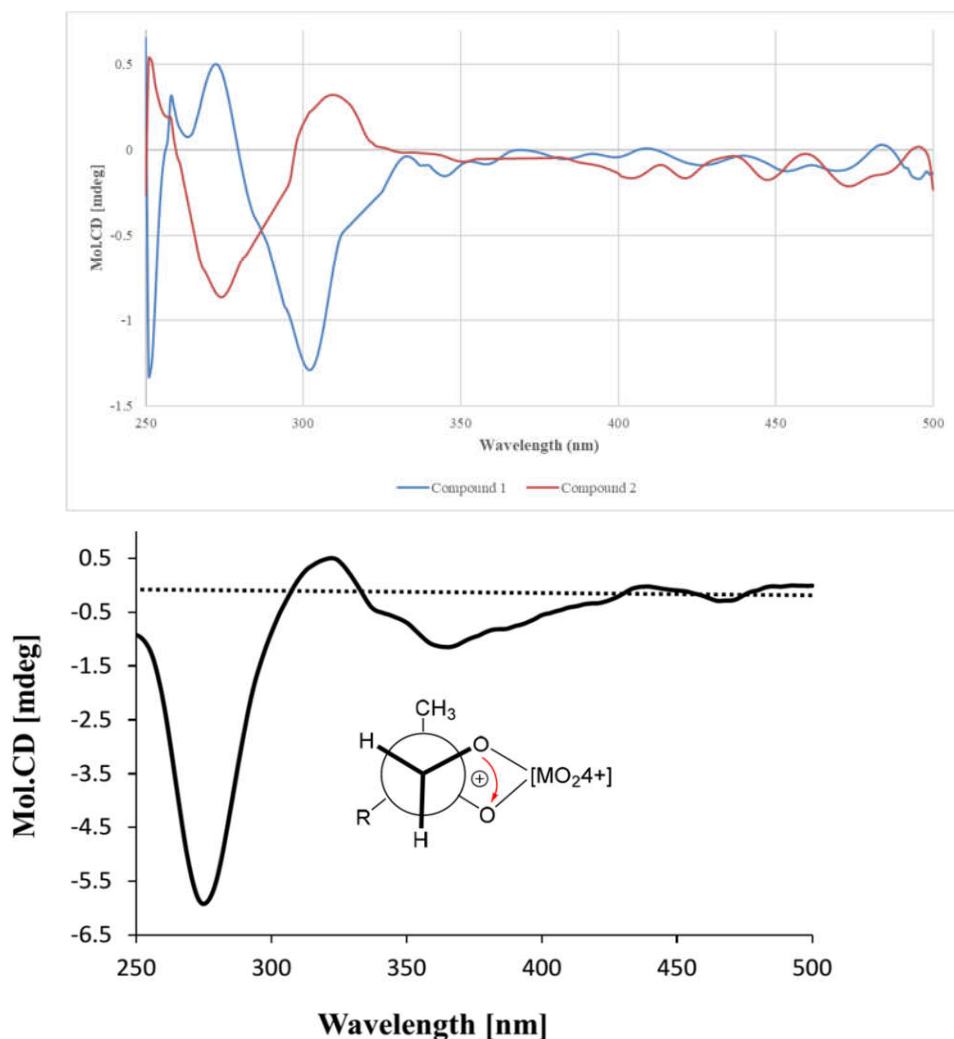 0.5
0
-0.5
-1
-1.5
Mol.CD [mdeg]
250 300 350 400 450 500
Wavelength (nm)
Compound 1 Compound 2
0.5
-0.5
-1.5
-2.5
-3.5
-4.5
-5.5
-6.5
Mol.CD [mdeg]
CH3
H O
+ [MO24+]
R O
H
250 300 350 400 450 500
Wavelength [nm]